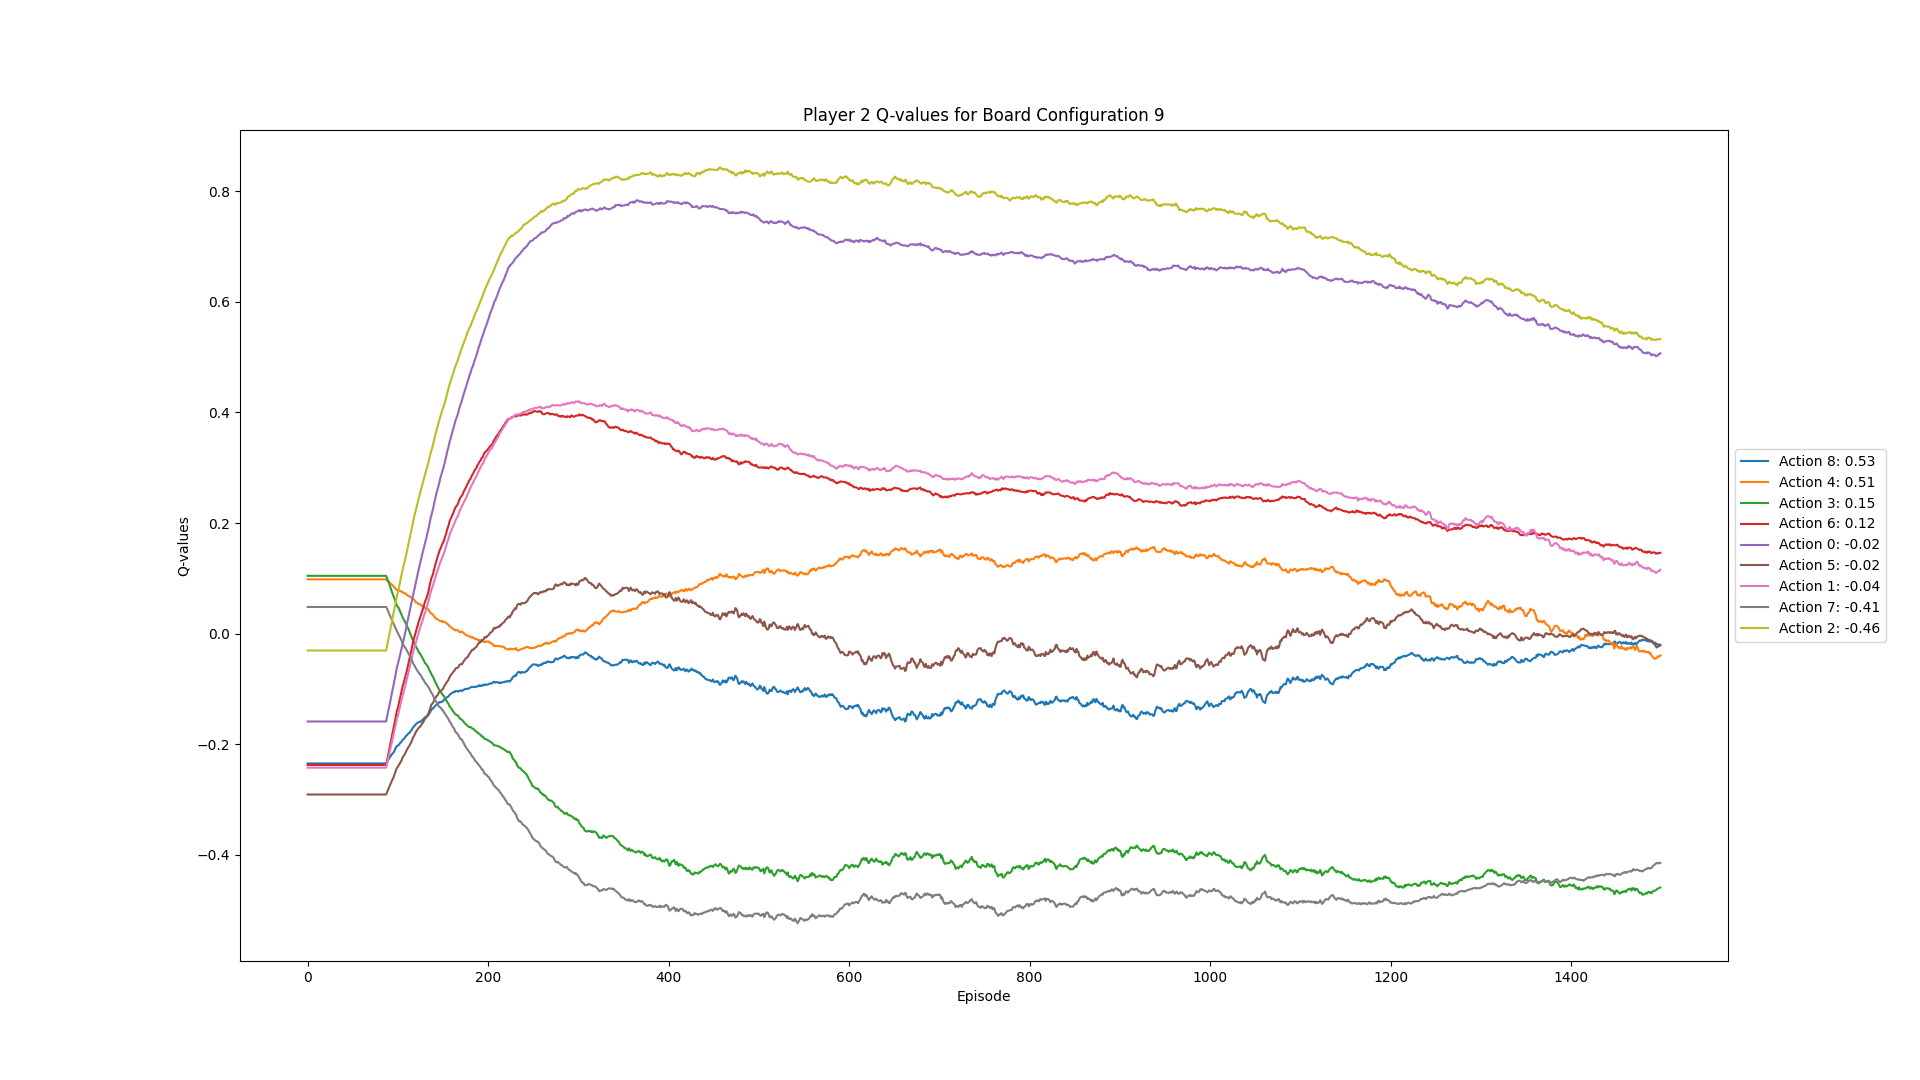 Player 2 Q-values for Board Configuration 9
Q-values
0.8
0.6
0.4
0.2
0.0
−0.2
−0.4
0 200 400 600 800 1000 1200 1400
Episode
Action 8: 0.53
Action 4: 0.51
Action 3: 0.15
Action 6: 0.12
Action 0: -0.02
Action 5: -0.02
Action 1: -0.04
Action 7: -0.41
Action 2: -0.46